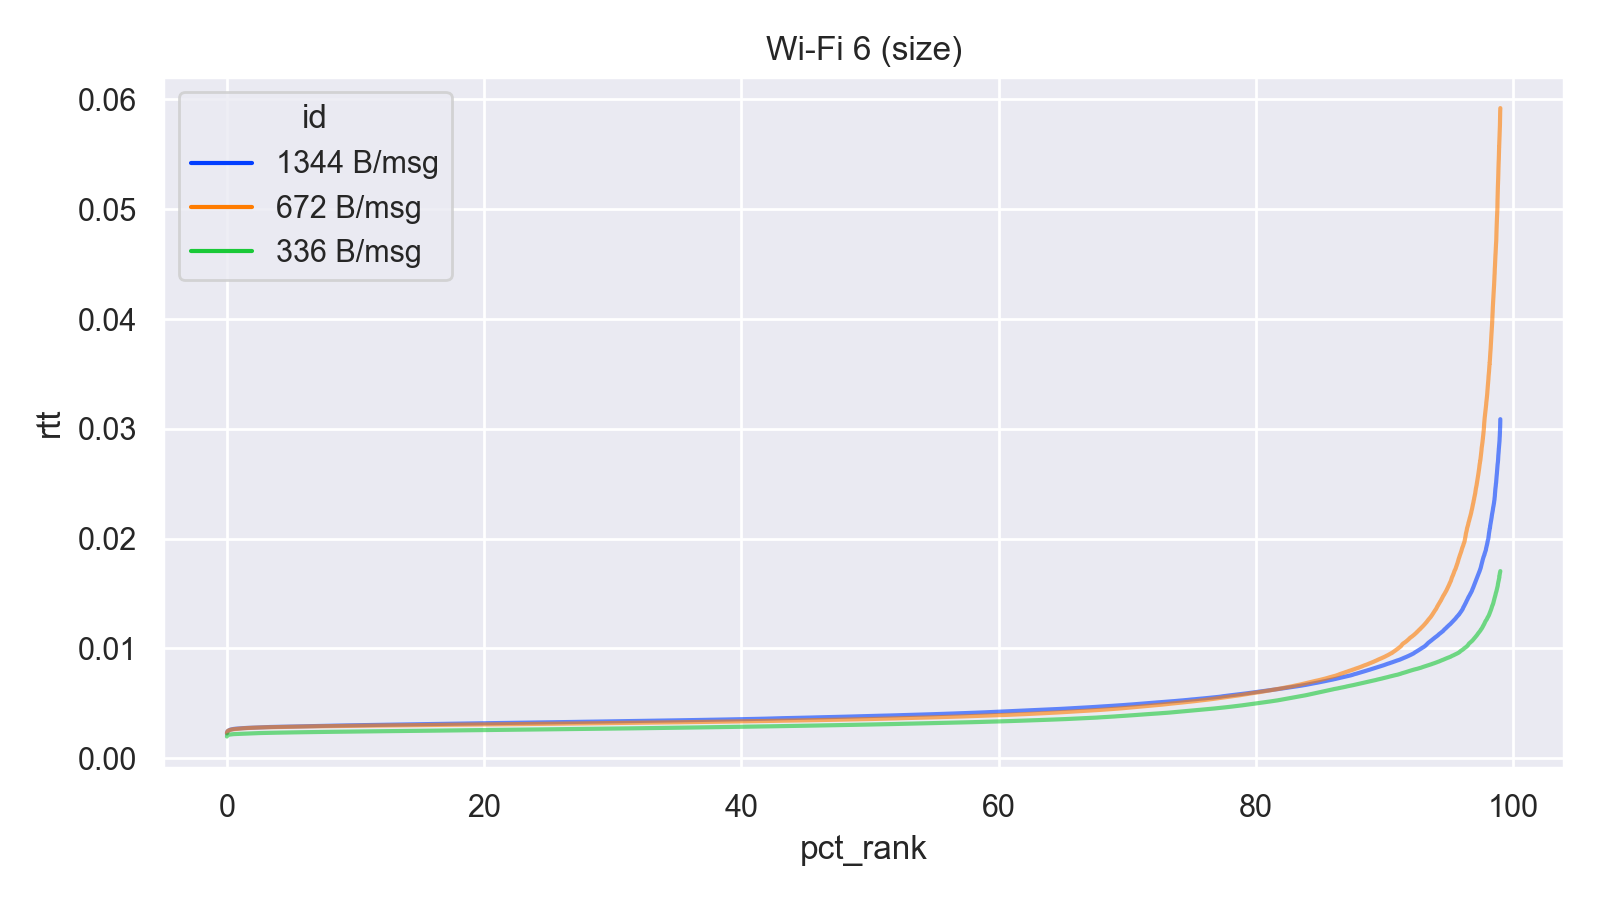 Wi-Fi 6 (size)
id
1344 B/msg
672 B/msg
336 B/msg
rtt
0.06
0.05
0.04
0.03
0.02
0.01
0.00
0 20 40 60 80 100
pct_rank